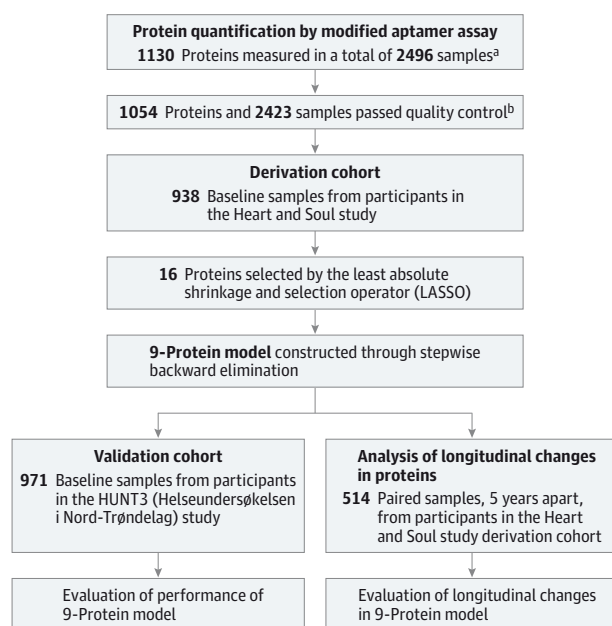 Protein quantification by modified aptamer assay
1130 Proteins measured in a total of 2496 samplesa
1054 Proteins and 2423 samples passed quality controlb
Derivation cohort
938 Baseline samples from participants in
the Heart and Soul study
16 Proteins selected by the least absolute
shrinkage and selection operator (LASSO)
9-Protein model constructed through stepwise
backward elimination
Validation cohort
971 Baseline samples from participants
in the HUNT3 (Helseundersøkelsen
i Nord-Trøndelag) study
Analysis of longitudinal changes
in proteins
514 Paired samples, 5 years apart,
from participants in the Heart
and Soul study derivation cohort
Evaluation of performance of
9-Protein model
Evaluation of longitudinal changes
in 9-Protein model